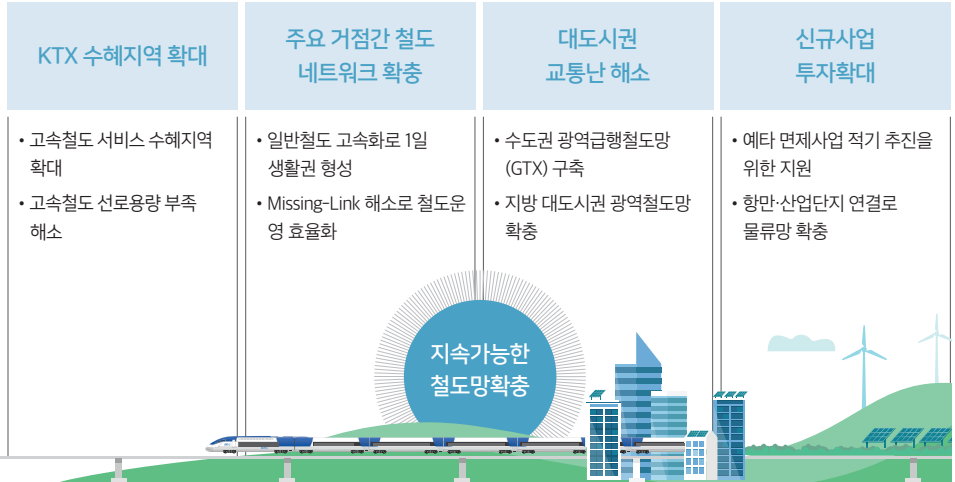 KTX 수혜지역 확대
• 고속철도 서비스 수혜지역
확대
• 고속철도 선로용량 부족
해소
주요 거점간 철도
네트워크 확충
• 일반철도 고속화로 1일
생활권 형성
• Missing-Link 해소로 철도운
영 효율화
대도시권
교통난 해소
• 수도권 광역급행철도망
(GTX) 구축
• 지방 대도시권 광역철도망
확충
신규사업
투자확대
• 예타 면제사업 적기 추진을
위한 지원
• 항만·산업단지 연결로
물류망 확충
지속가능한
철도망확충